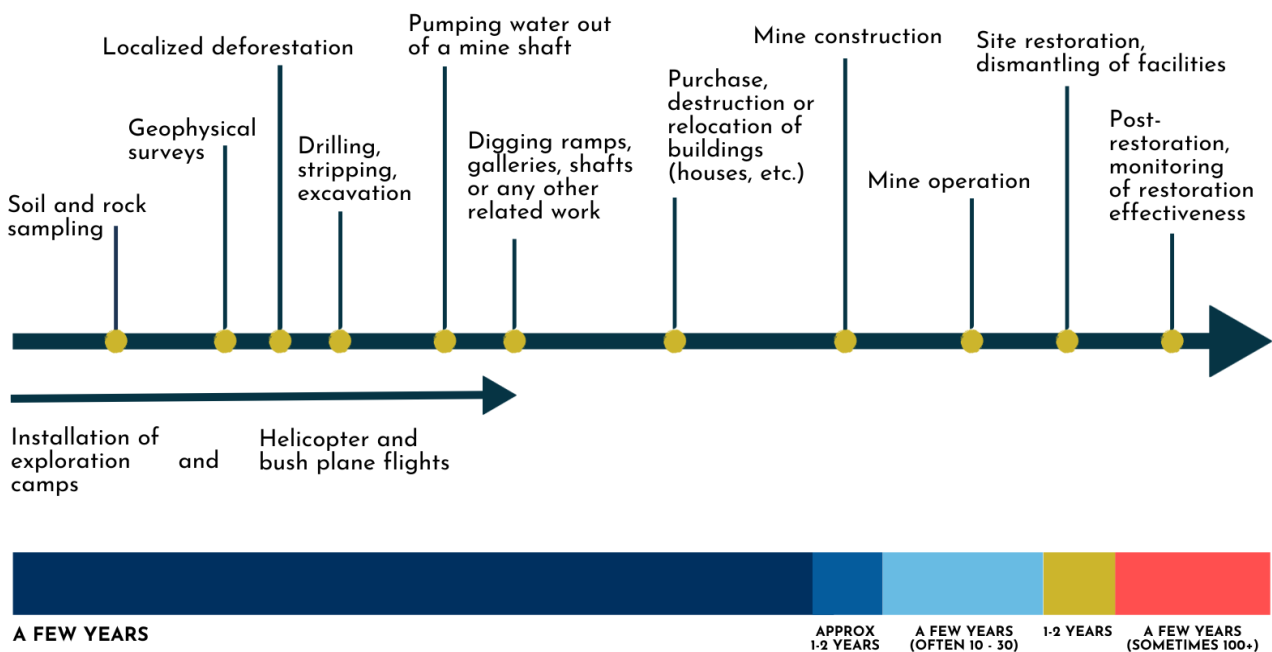 Localized deforestation
Pumping water out
of a mine shaft
Mine construction
Site restoration,
dismantling of facilities
Geophysical
surveys
Drilling,
stripping,
excavation
Digging ramps,
galleries, shafts
or any other
related work
Purchase,
destruction or
relocation of
buildings
(houses, etc.)
Mine operation
Post-
restoration,
monitoring
of restoration
effectiveness
Soil and rock
sampling
Installation of
exploration
camps
and
Helicopter and
bush plane flights
A FEW YEARS
APPROX
1-2 YEARS
A FEW YEARS
(OFTEN 10 - 30)
1-2 YEARS
A FEW YEARS
(SOMETIMES 100+)